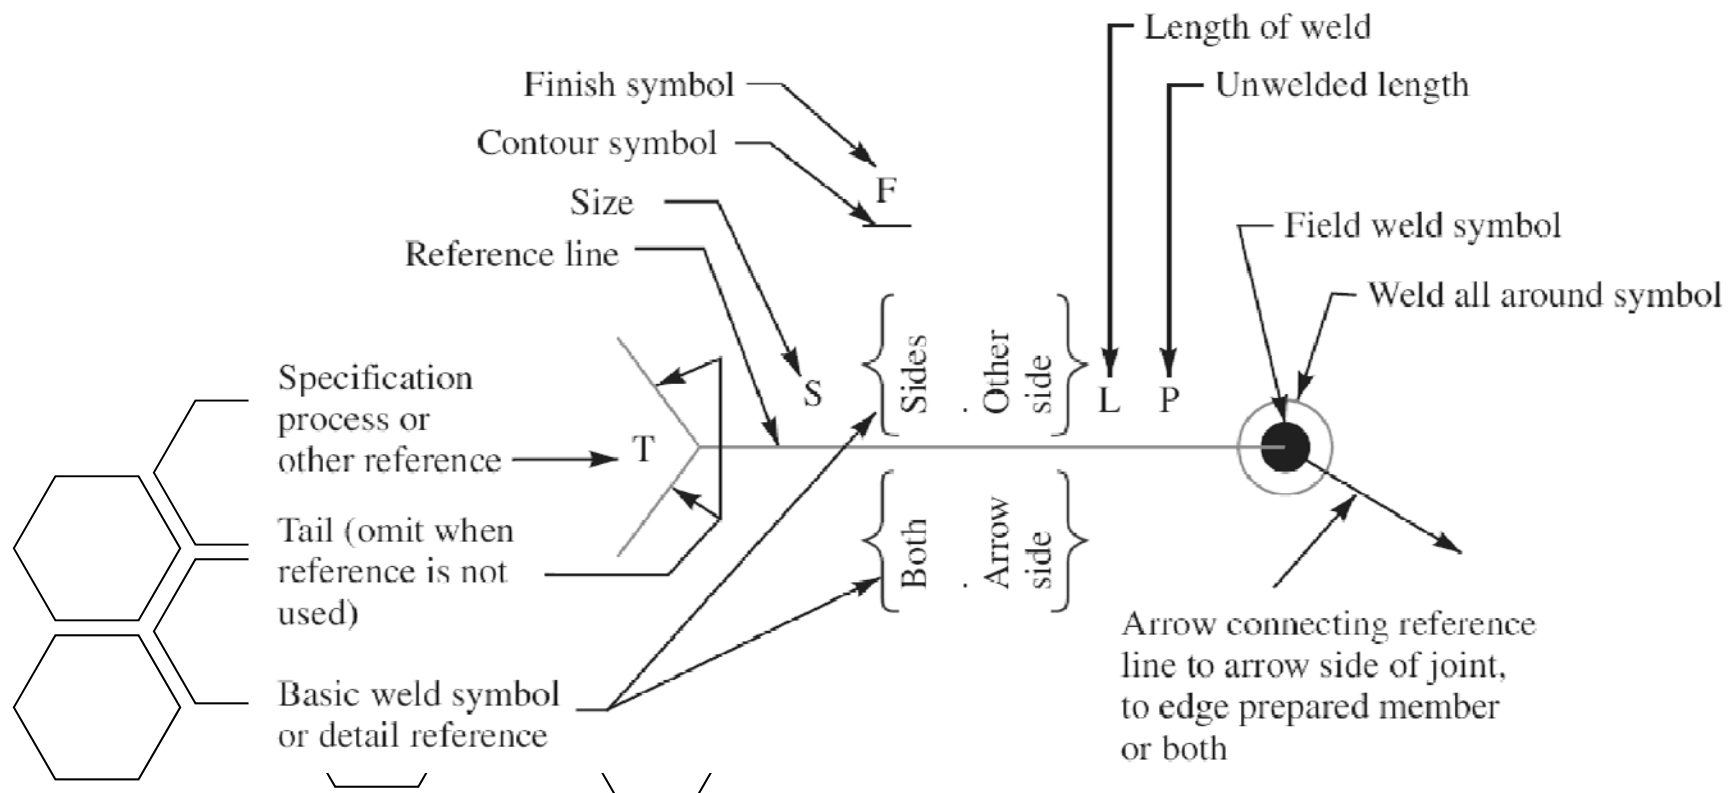 Length of weld
Finish symbol
Unwelded length
Contour symbol
F
Size
Field weld symbol
Reference line
Weld all around symbol
Specification
process or
other reference
T
S
Sides
Other
side
L P
Tail (omit when
reference is not
used)
Both
Arrow
side
Arrow connecting reference
line to arrow side of joint,
to edge prepared member
or both
Basic weld symbol
or detail reference